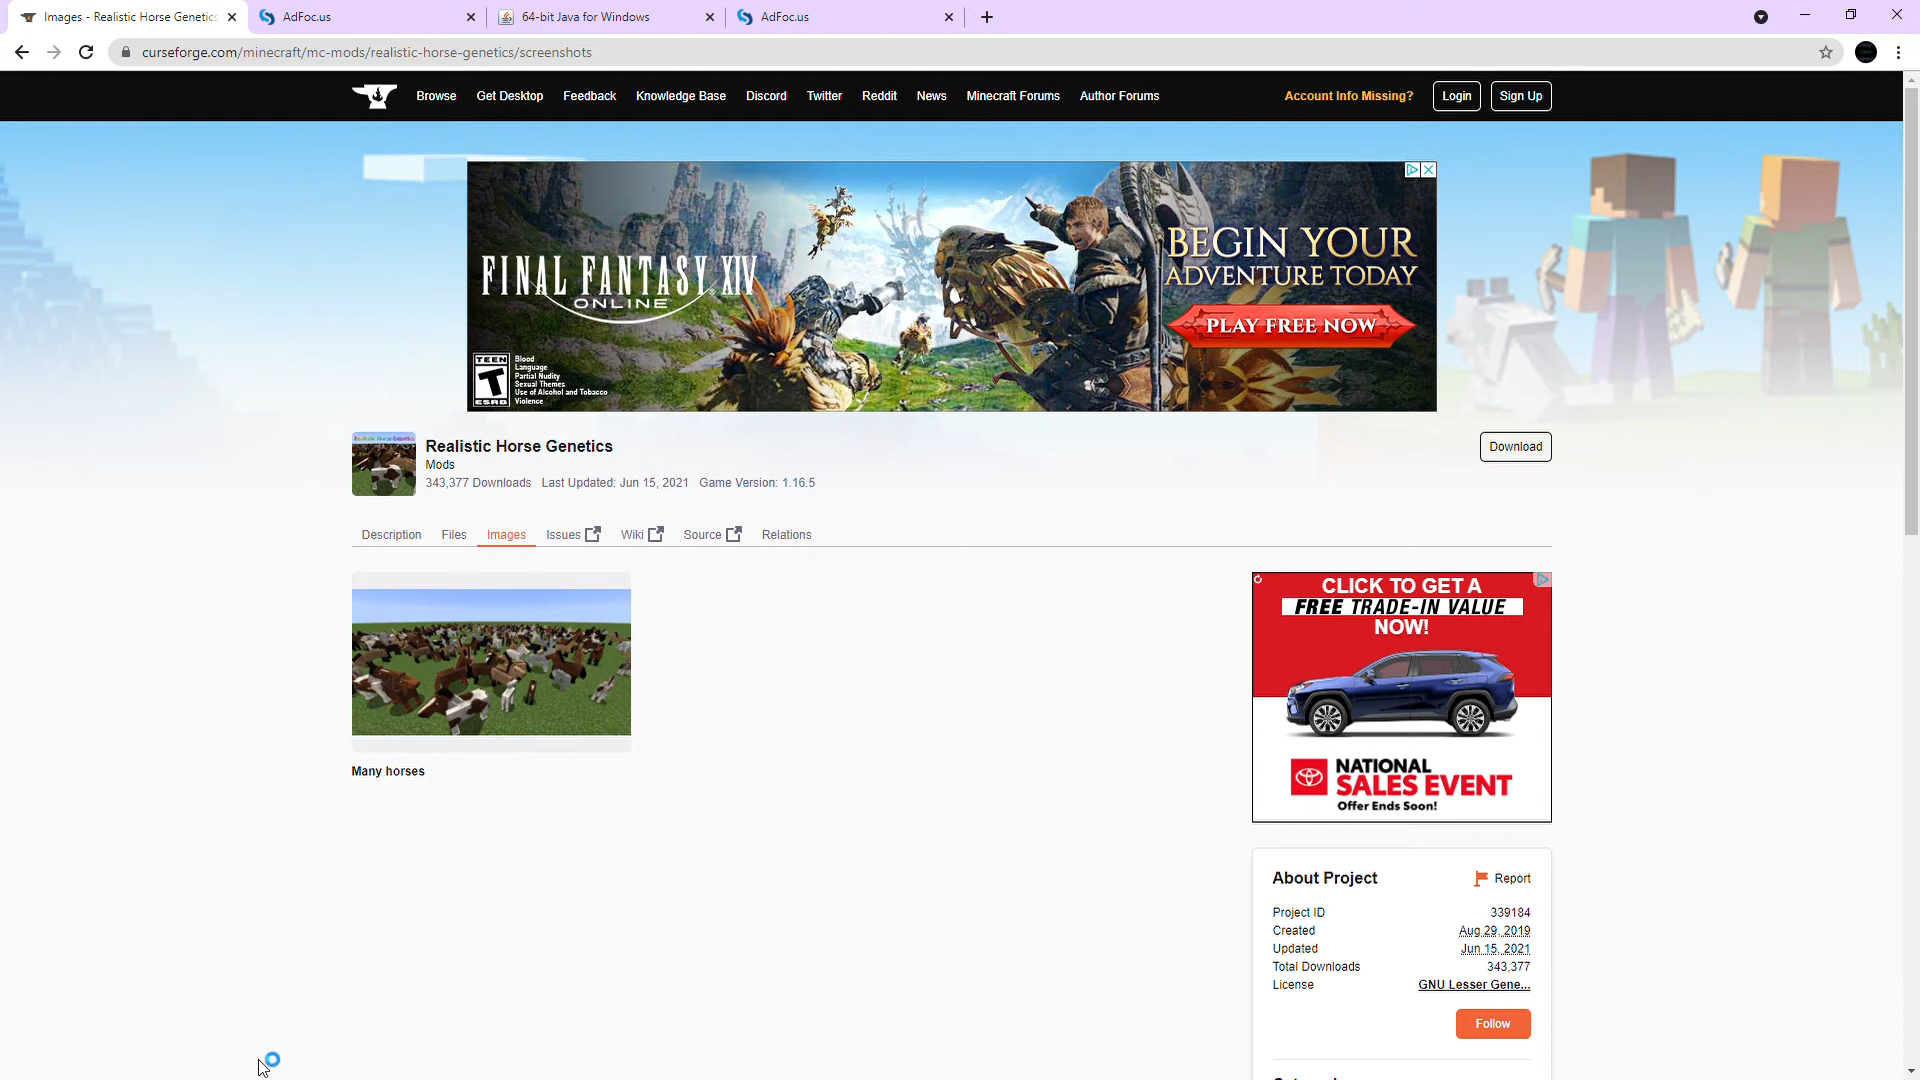 Images - Realistic Horse Genetics
AdFoc.us
64-bit Java for Windows
AdFoc.us
curseforge.com/minecraft/mc-mods/realistic-horse-genetics/screenshots
Browse Get Desktop Feedback Knowledge Base Discord Twitter Reddit News Minecraft Forums Author Forums Account Info Missing? Login Sign Up
FINAL FANTASY XIV
ONLINE
BEGIN YOUR
ADVENTURE TODAY
PLAY FREE NOW
TEEN
T
ESRB
Blood
Language
Partial Nudity
Sexual Themes
Use of Alcohol and Tobacco
Violence
Realistic Horse Genetics
Realistic Horse Genetics
Mods
343,377 Downloads Last Updated: Jun 15, 2021 Game Version: 1.16.5
Download
Description Files Images Issues Wiki Source Relations
Many horses
CLICK TO GET A
FREE TRADE-IN VALUE
NOW!
NATIONAL
SALES EVENT
Offer Ends Soon!
About Project
Report
Project ID 339184
Created Aug 29, 2019
Updated Jun 15, 2021
Total Downloads 343,377
License GNU Lesser Gene...
Follow